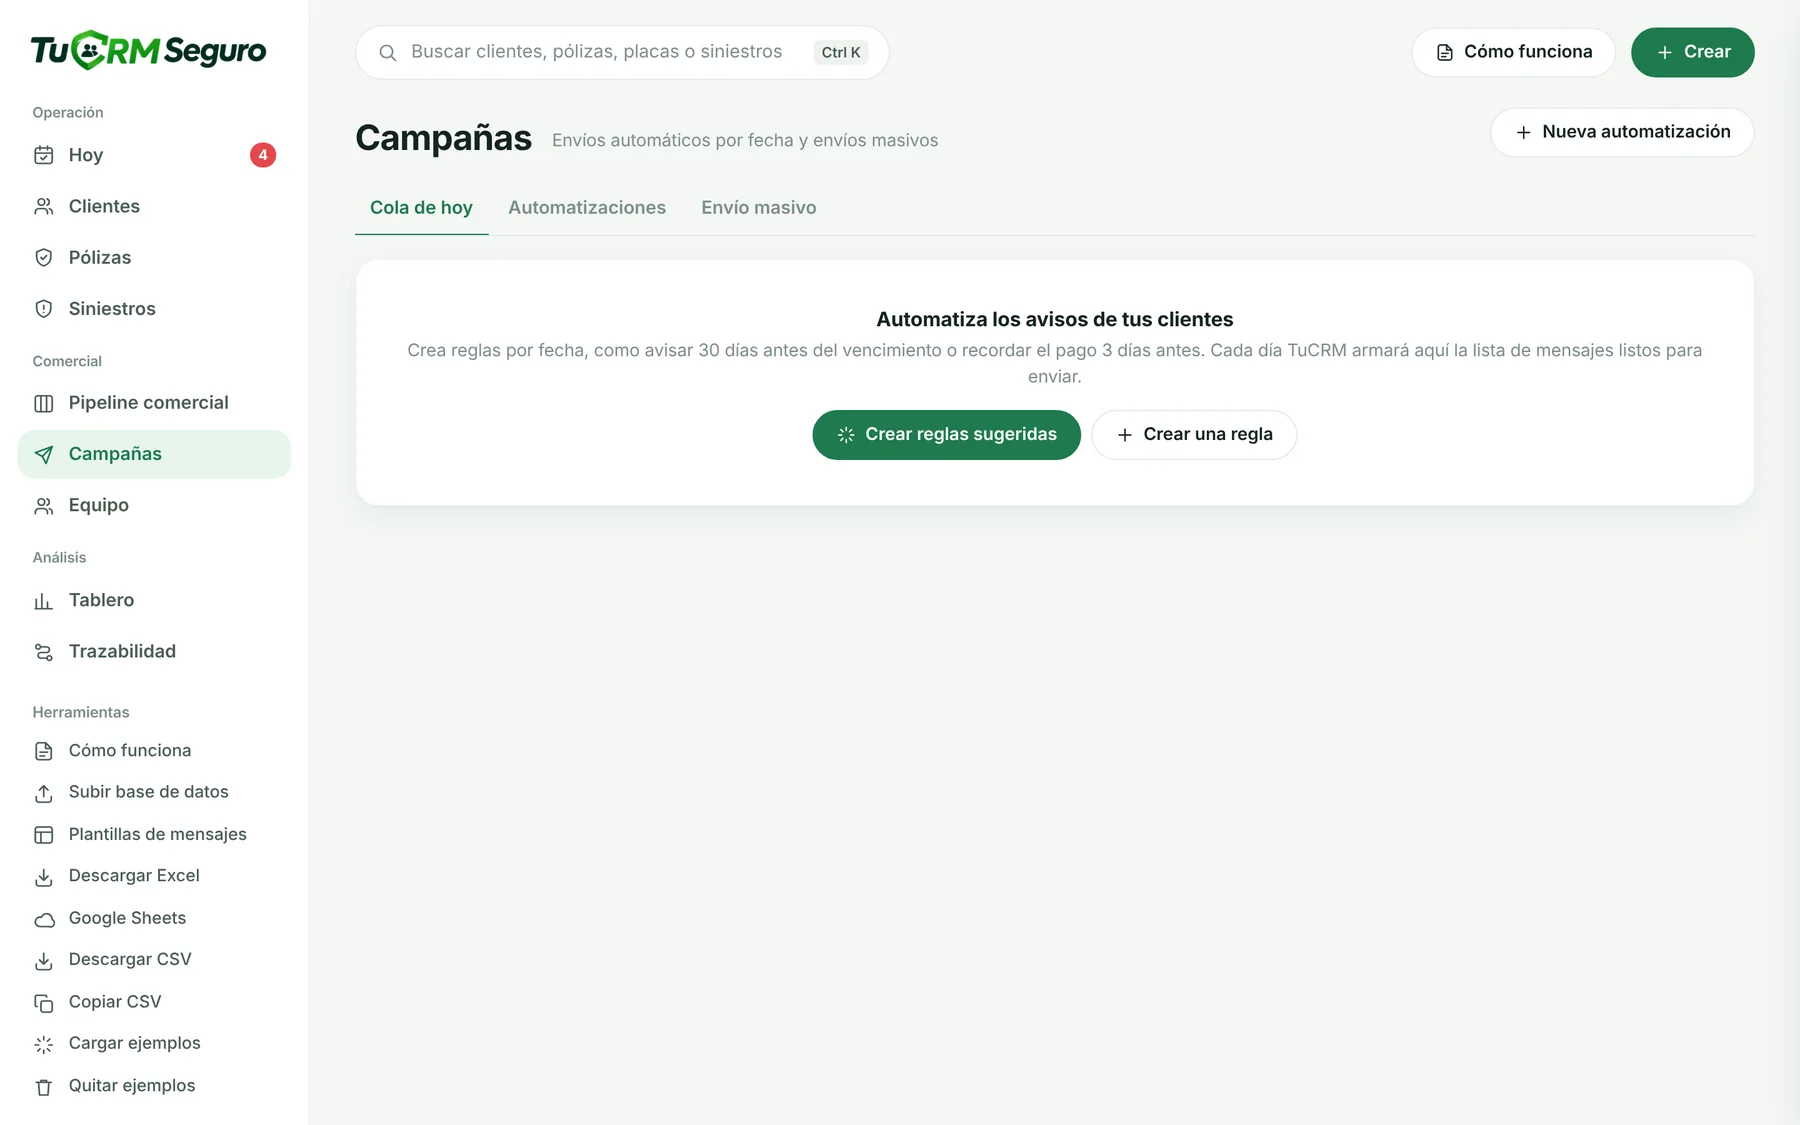 TuCRM Seguro
Operación
Hoy
4
Clientes
Pólizas
Siniestros
Comercial
Pipeline comercial
Campañas
Equipo
Análisis
Tablero
Trazabilidad
Herramientas
Cómo funciona
Subir base de datos
Plantillas de mensajes
Descargar Excel
Google Sheets
Descargar CSV
Copiar CSV
Cargar ejemplos
Quitar ejemplos
Buscar clientes, pólizas, placas o siniestros
Ctrl K
Cómo funciona
Crear
Campañas
Envíos automáticos por fecha y envíos masivos
Nueva automatización
Cola de hoy
Automatizaciones
Envío masivo
Automatiza los avisos de tus clientes
Crea reglas por fecha, como avisar 30 días antes del vencimiento o recordar el pago 3 días antes. Cada día TuCRM armará aquí la lista de mensajes listos para
enviar.
Crear reglas sugeridas
Crear una regla